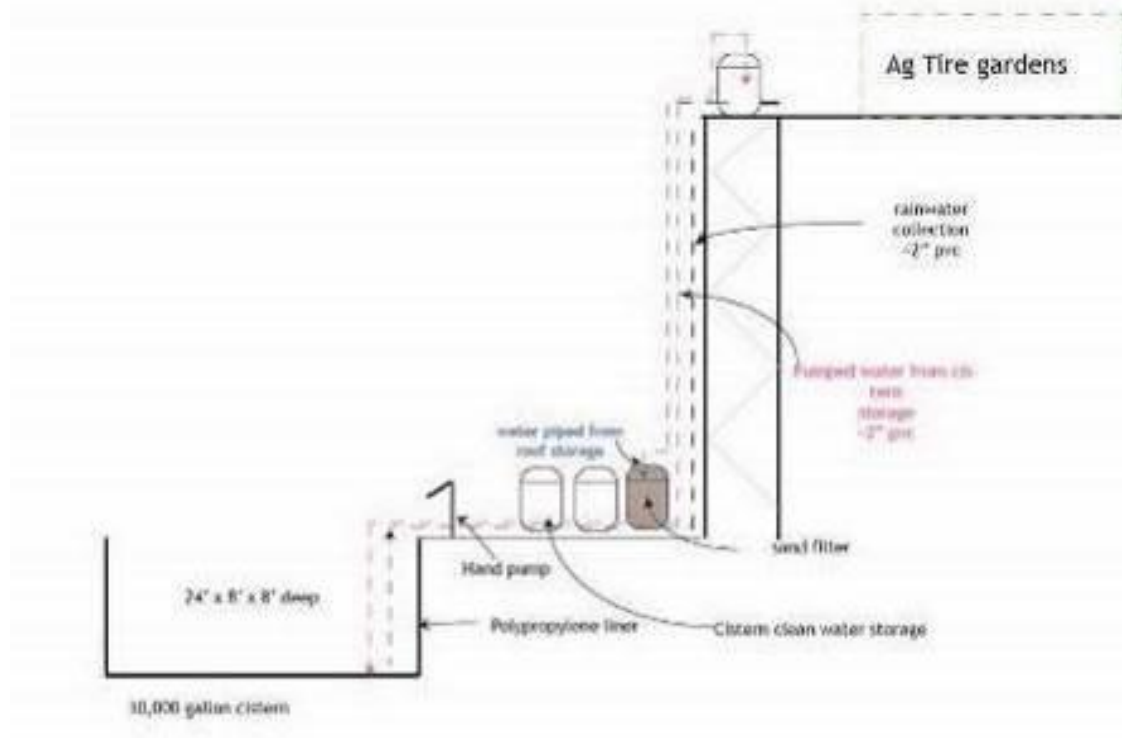 Ag Tire gardens
rainwater
collection
~2" pvc
Pumped water from cis
tern
storage
~2" pvc
water piped from
roof storage
sand filter
Hand pump
24' x 8' x 8' deep
Polypropylene liner
Cistern clean water storage
10,000 gallon cistern